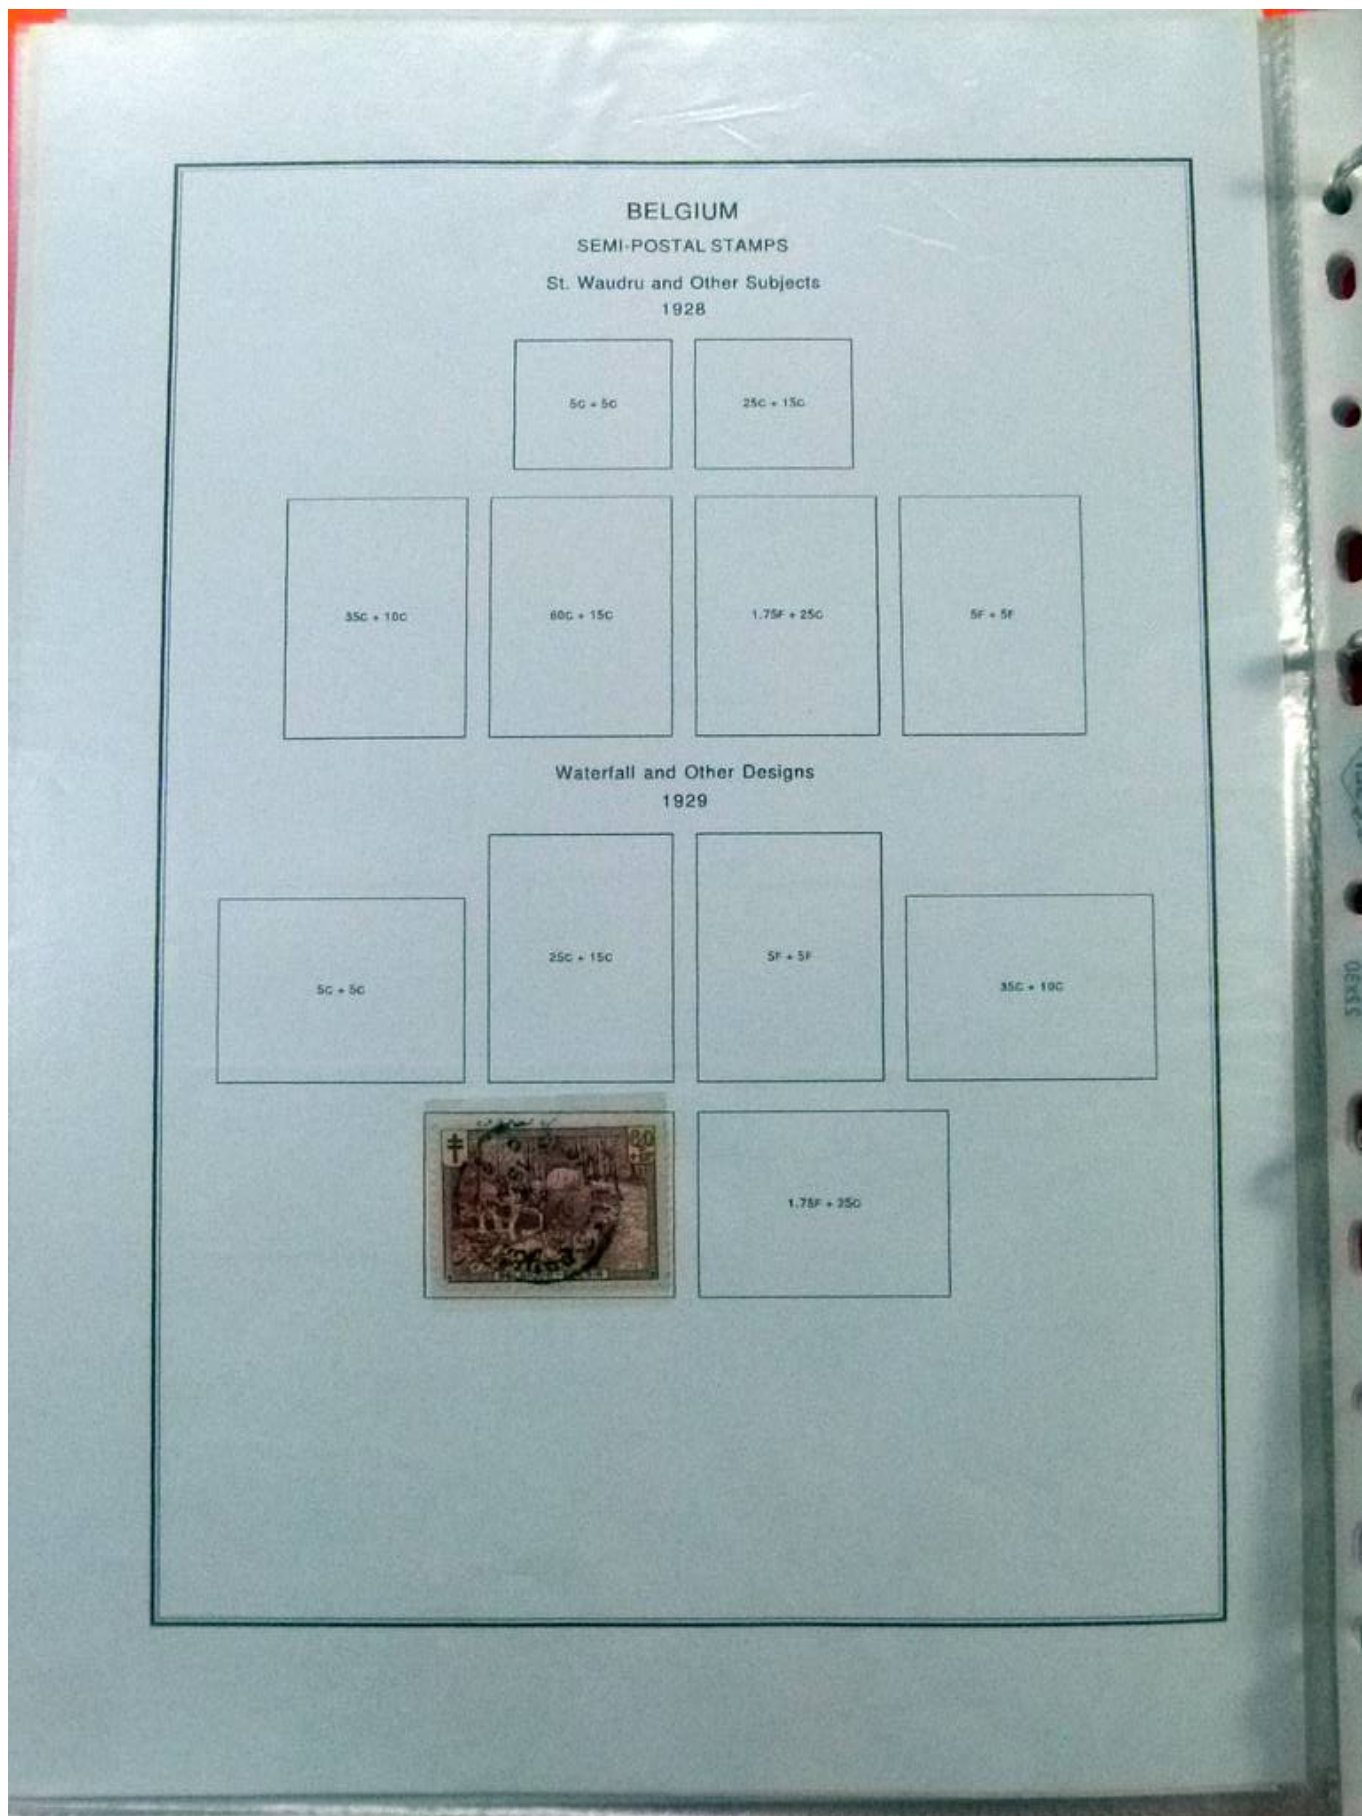 BELGIUM
SEMI-POSTAL STAMPS
St. Waudru and Other Subjects
1928
5C + 5C
25C + 15C
35C + 10C
60C + 15C
1.75F + 25C
5F + 5F
Waterfall and Other Designs
1929
5C + 5C
25C + 15C
5F + 5F
35C + 10C
60
1.75F + 25C